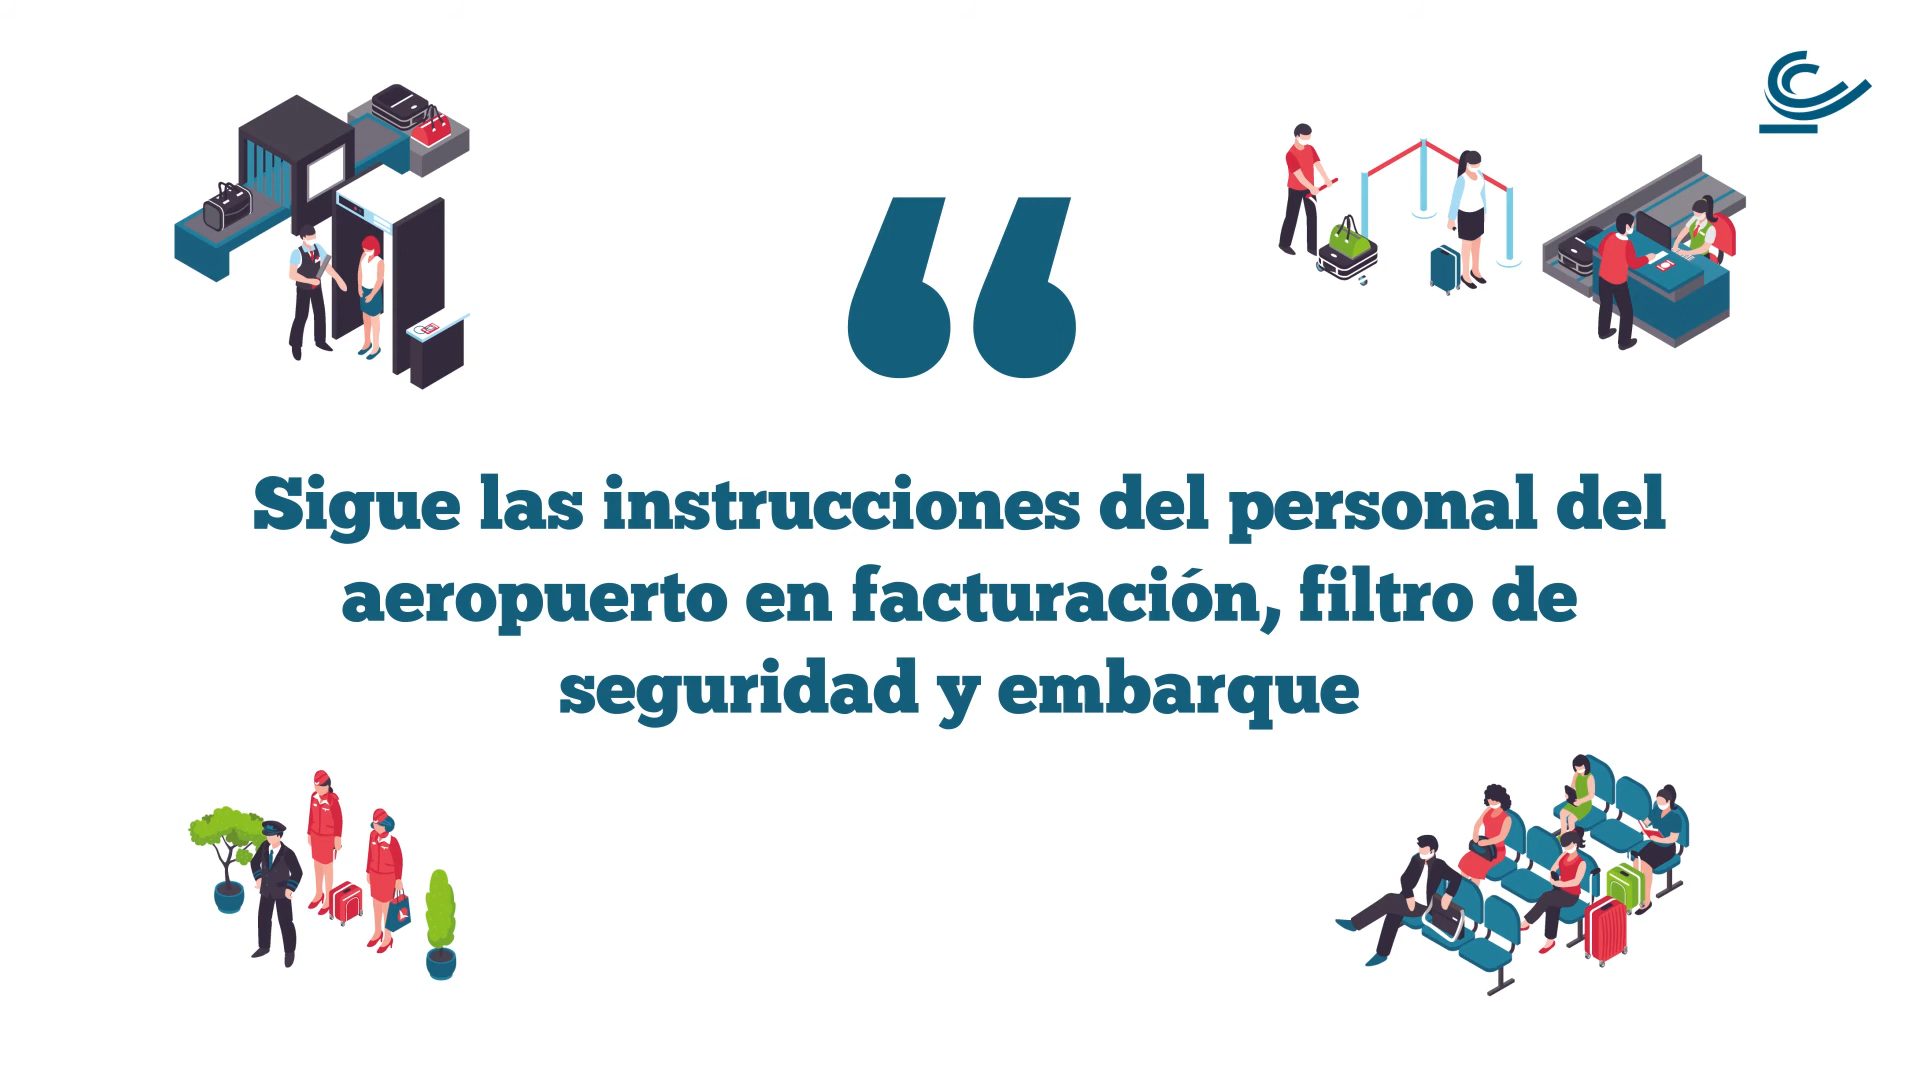 “
Sigue las instrucciones del personal del
aeropuerto en facturación, filtro de
seguridad y embarque